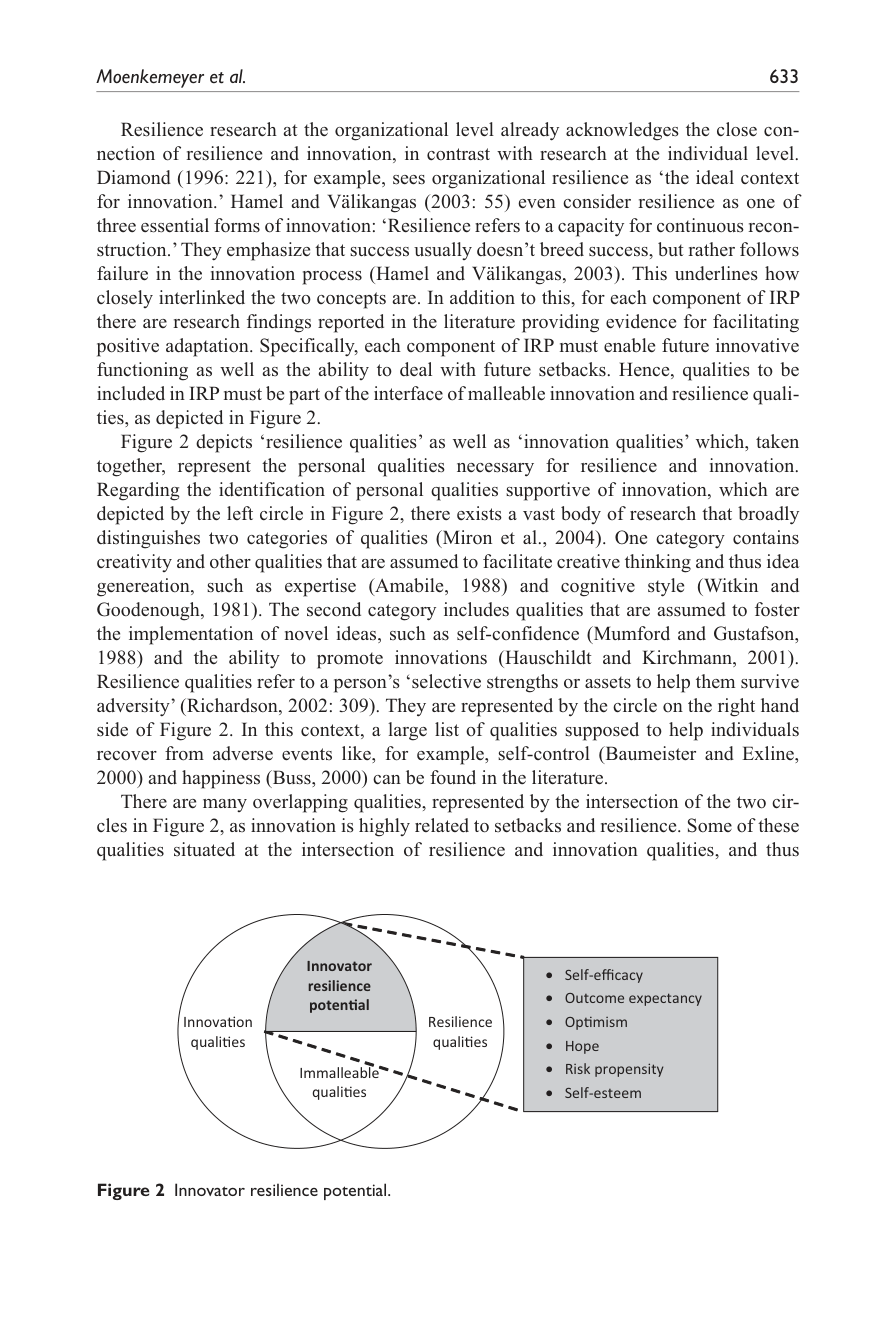 Moenkemeyer et al. 633
Resilience research at the organizational level already acknowledges the close con-
nection of resilience and innovation, in contrast with research at the individual level.
Diamond (1996: 221), for example, sees organizational resilience as ‘the ideal context
for innovation.’ Hamel and Välikangas (2003: 55) even consider resilience as one of
three essential forms of innovation: ‘Resilience refers to a capacity for continuous recon-
struction.’ They emphasize that success usually doesn’t breed success, but rather follows
failure in the innovation process (Hamel and Välikangas, 2003). This underlines how
closely interlinked the two concepts are. In addition to this, for each component of IRP
there are research findings reported in the literature providing evidence for facilitating
positive adaptation. Specifically, each component of IRP must enable future innovative
functioning as well as the ability to deal with future setbacks. Hence, qualities to be
included in IRP must be part of the interface of malleable innovation and resilience quali-
ties, as depicted in Figure 2.
Figure 2 depicts ‘resilience qualities’ as well as ‘innovation qualities’ which, taken
together, represent the personal qualities necessary for resilience and innovation.
Regarding the identification of personal qualities supportive of innovation, which are
depicted by the left circle in Figure 2, there exists a vast body of research that broadly
distinguishes two categories of qualities (Miron et al., 2004). One category contains
creativity and other qualities that are assumed to facilitate creative thinking and thus idea
genereation, such as expertise (Amabile, 1988) and cognitive style (Witkin and
Goodenough, 1981). The second category includes qualities that are assumed to foster
the implementation of novel ideas, such as self-confidence (Mumford and Gustafson,
1988) and the ability to promote innovations (Hauschildt and Kirchmann, 2001).
Resilience qualities refer to a person’s ‘selective strengths or assets to help them survive
adversity’ (Richardson, 2002: 309). They are represented by the circle on the right hand
side of Figure 2. In this context, a large list of qualities supposed to help individuals
recover from adverse events like, for example, self-control (Baumeister and Exline,
2000) and happiness (Buss, 2000) can be found in the literature.
There are many overlapping qualities, represented by the intersection of the two cir-
cles in Figure 2, as innovation is highly related to setbacks and resilience. Some of these
qualities situated at the intersection of resilience and innovation qualities, and thus
Innovation
qualities
Innovator
resilience
potential
Immalleable
qualities
Resilience
qualities
• Self-efficacy
• Outcome expectancy
• Optimism
• Hope
• Risk propensity
• Self-esteem
Figure 2 Innovator resilience potential.